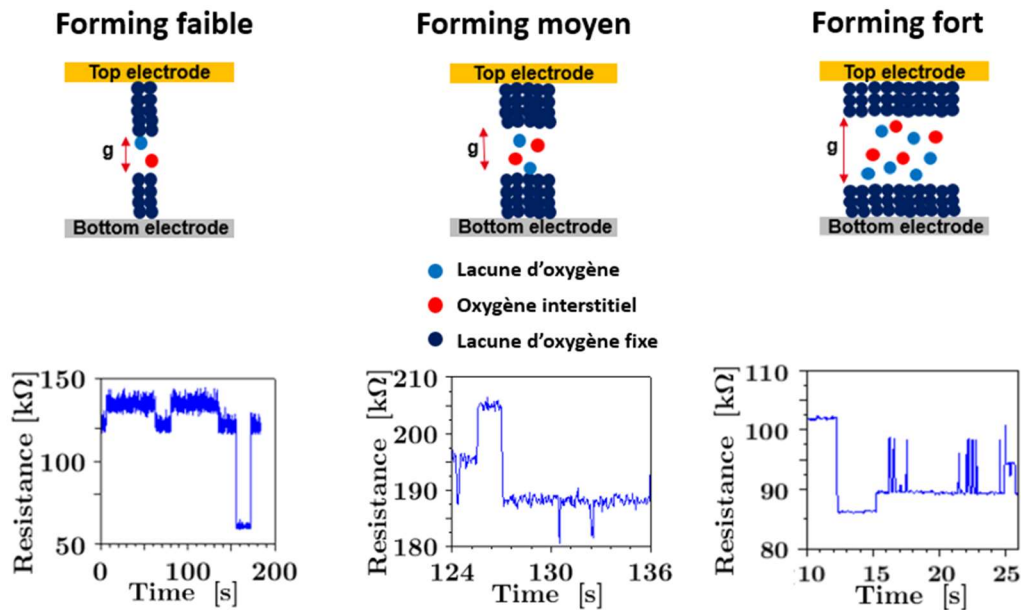 Forming faible
Forming moyen
Forming fort
Top electrode
Top electrode
Top electrode
g
g
g
Bottom electrode
Bottom electrode
Bottom electrode
Lacune d'oxygène
Oxygène interstitiel
Lacune d'oxygène fixe
Resistance [kΩ]
150
100
50
0
100
200
Time [s]
Resistance [kΩ]
210
200
190
180
124
130
136
Time [s]
Resistance [kΩ]
110
100
90
80
10
15
20
25
Time [s]